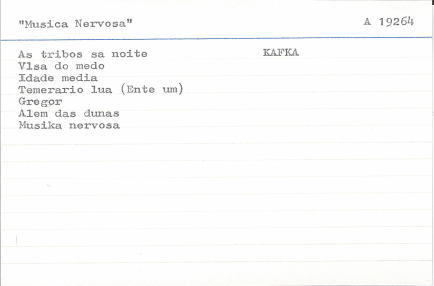 "Musica Nervosa" A 19264
As tribos sa noite KAFKA
Vlsa do medo
Idade media
Temerario lua (Ente um)
Gregor
Alem das dunas
Musika nervosa